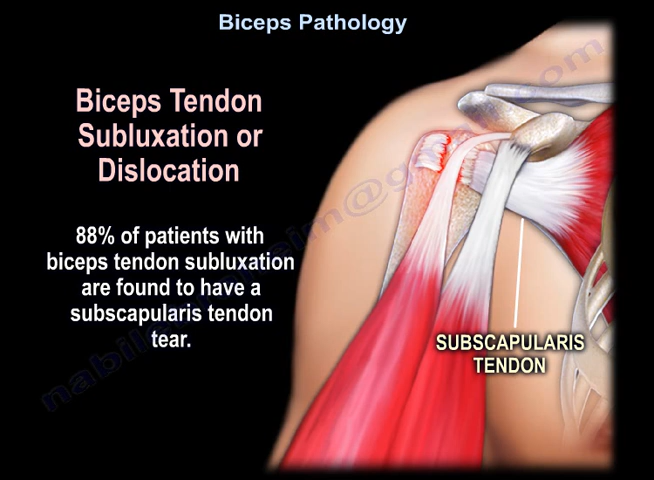 Biceps Pathology
Biceps Tendon
Subluxation or
Dislocation
88% of patients with
biceps tendon subluxation
are found to have a
subscapularis tendon
tear.
SUBSCAPULARIS
TENDON